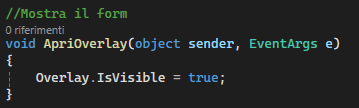 //Mostra il form
0 riferimenti
void ApriOverlay(object sender, EventArgs e)
{
Overlay.IsVisible = true;
}